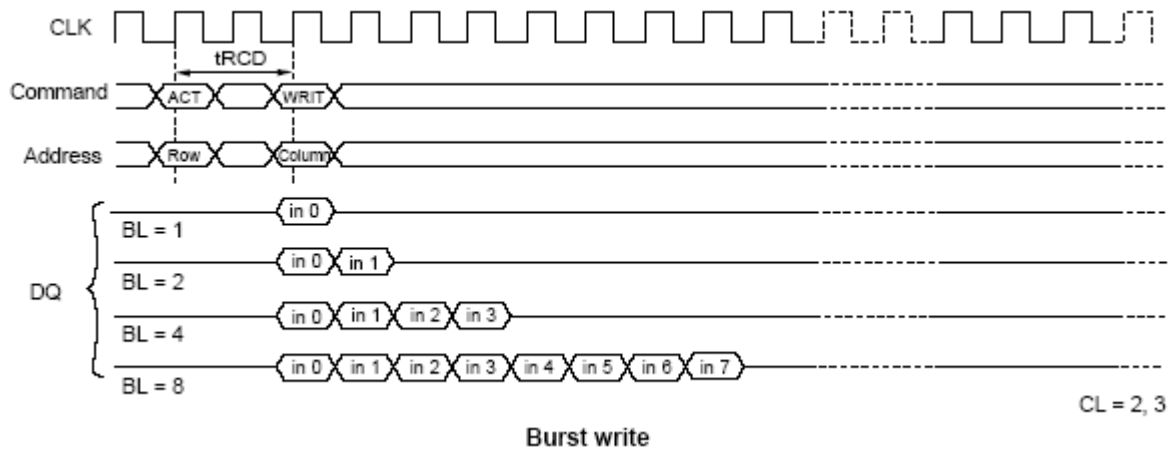 CLK
tRCD
Command ACT WRIT
Address Row Column
in 0
BL = 1
in 0 in 1
BL = 2
DQ
in 0 in 1 in 2 in 3
BL = 4
in 0 in 1 in 2 in 3 in 4 in 5 in 6 in 7
BL = 8
CL = 2, 3
Burst write